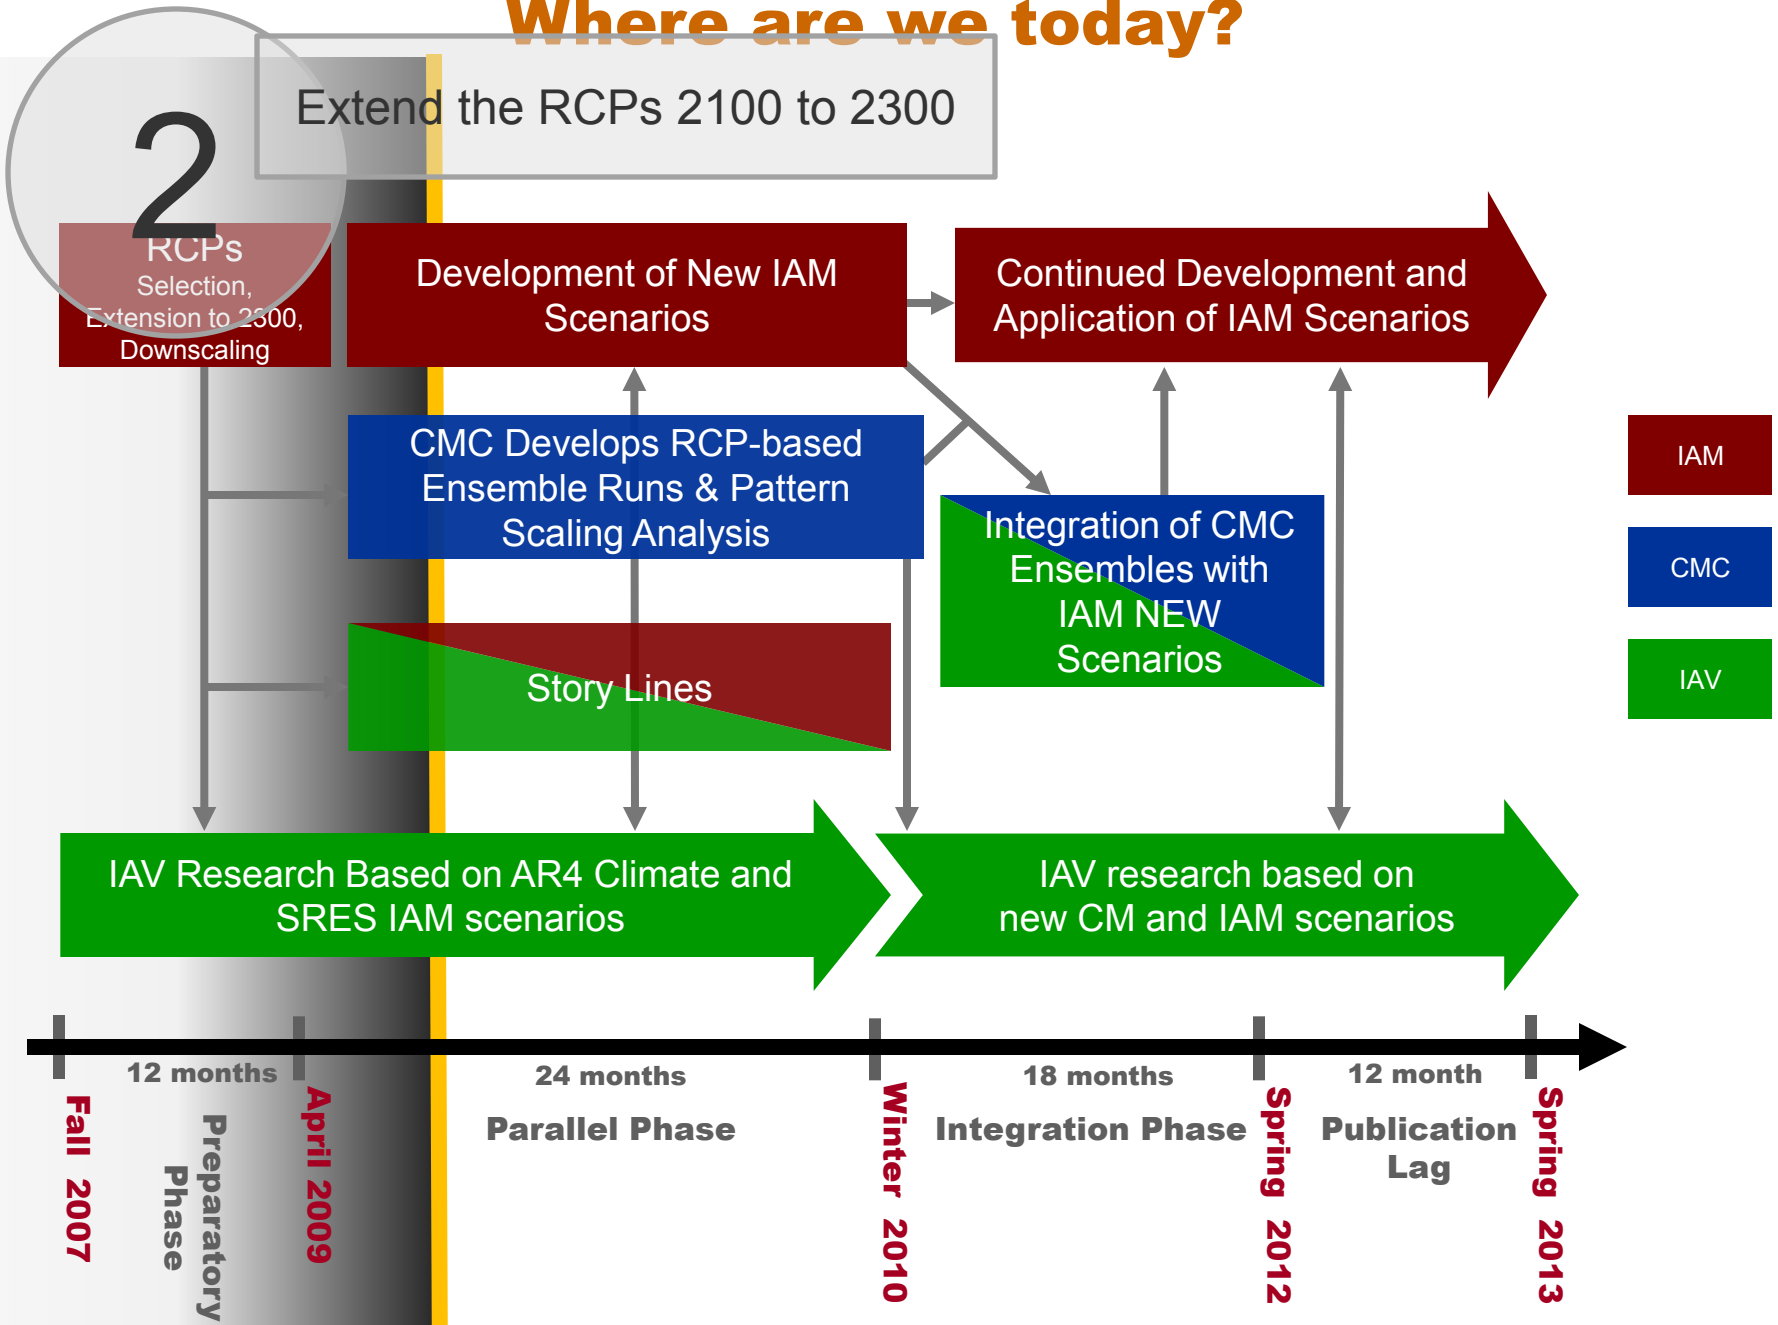 Where are we today?
2
Extend the RCPs 2100 to 2300
RCPs
Selection,
Extension to 2300,
Downscaling
Development of New IAM
Scenarios
Continued Development and
Application of IAM Scenarios
CMC Develops RCP-based
Ensemble Runs & Pattern
Scaling Analysis
Integration of CMC
Ensembles with
IAM NEW
Scenarios
Story Lines
IAM
CMC
IAV
IAV Research Based on AR4 Climate and
SRES IAM scenarios
IAV research based on
new CM and IAM scenarios
12 months
24 months
18 months
12 month
Fall 2007
Preparatory
Phase
April 2009
Parallel Phase
Winter 2010
Integration Phase
Spring 2012
Publication
Lag
Spring 2013